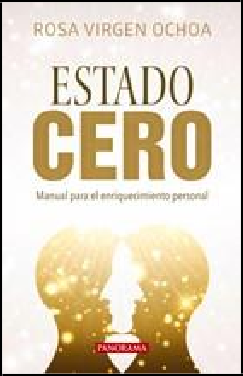 ROSA VIRGEN OCHOA
ESTADO
CERO
Manual para el enriquecimiento personal
PANORAMA